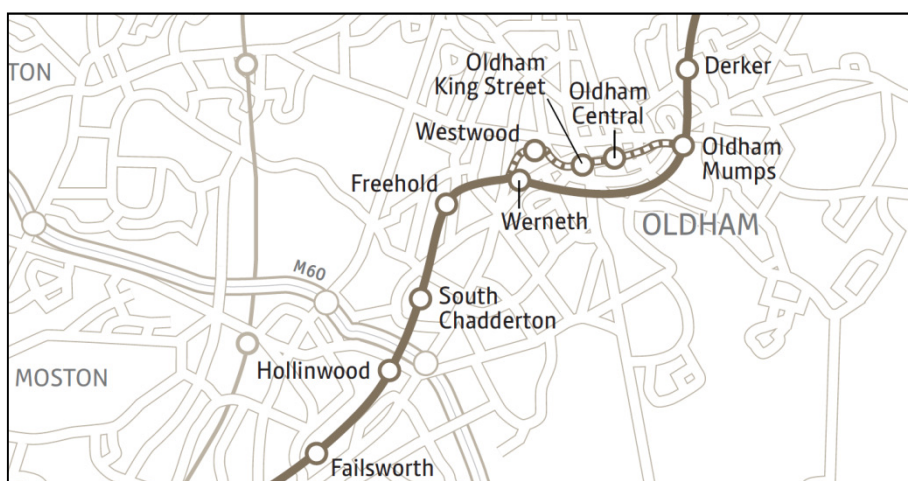 TON
Oldham
King Street
Oldham
Central
Derker
Westwood
Oldham
Mumps
Freehold
Werneth
OLDHAM
M60
South
Chadderton
Hollinwood
MOSTON
Failsworth